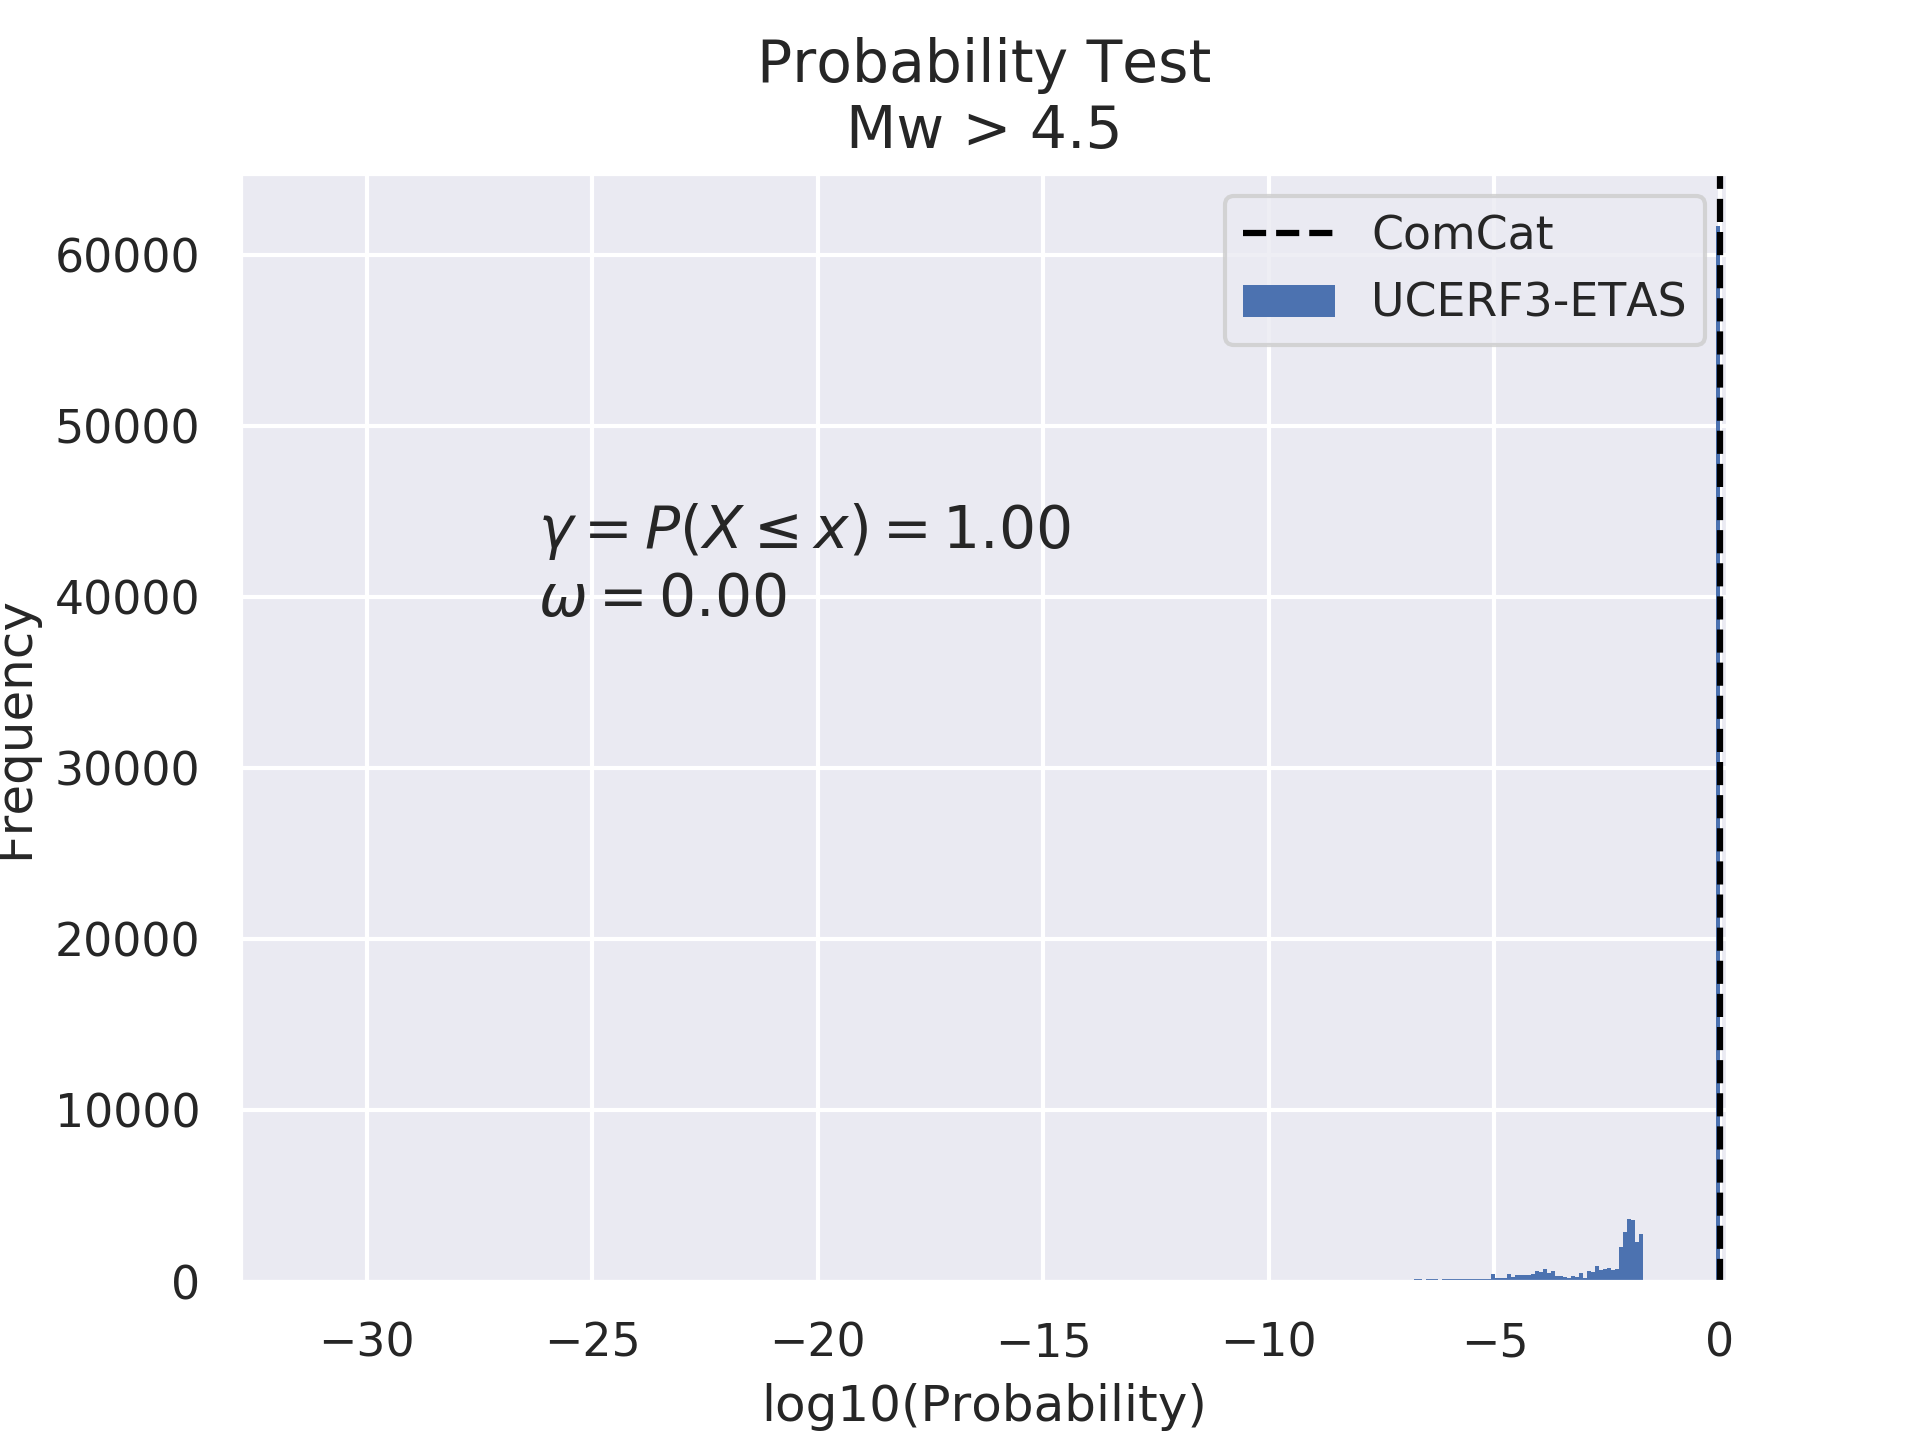 Probability Test
Mw > 4.5
ComCat
UCERF3-ETAS
γ = P(X ≤ x) = 1.00
ω = 0.00
Frequency
60000
50000
40000
30000
20000
10000
0
−30 −25 −20 −15 −10 −5 0
log10(Probability)